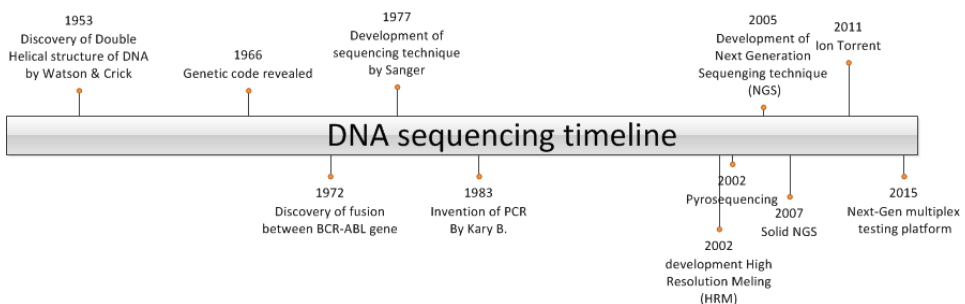 1953
Discovery of Double
Helical structure of DNA
by Watson & Crick
1966
Genetic code revealed
1977
Development of
sequencing technique
by Sanger
2005
Development of
Next Generation
Sequenging technique
(NGS)
2011
Ion Torrent
DNA sequencing timeline
1972
Discovery of fusion
between BCR-ABL gene
1983
Invention of PCR
By Kary B.
2002
Pyrosequencing
2002
development High
Resolution Meling
(HRM)
2007
Solid NGS
2015
Next-Gen multiplex
testing platform